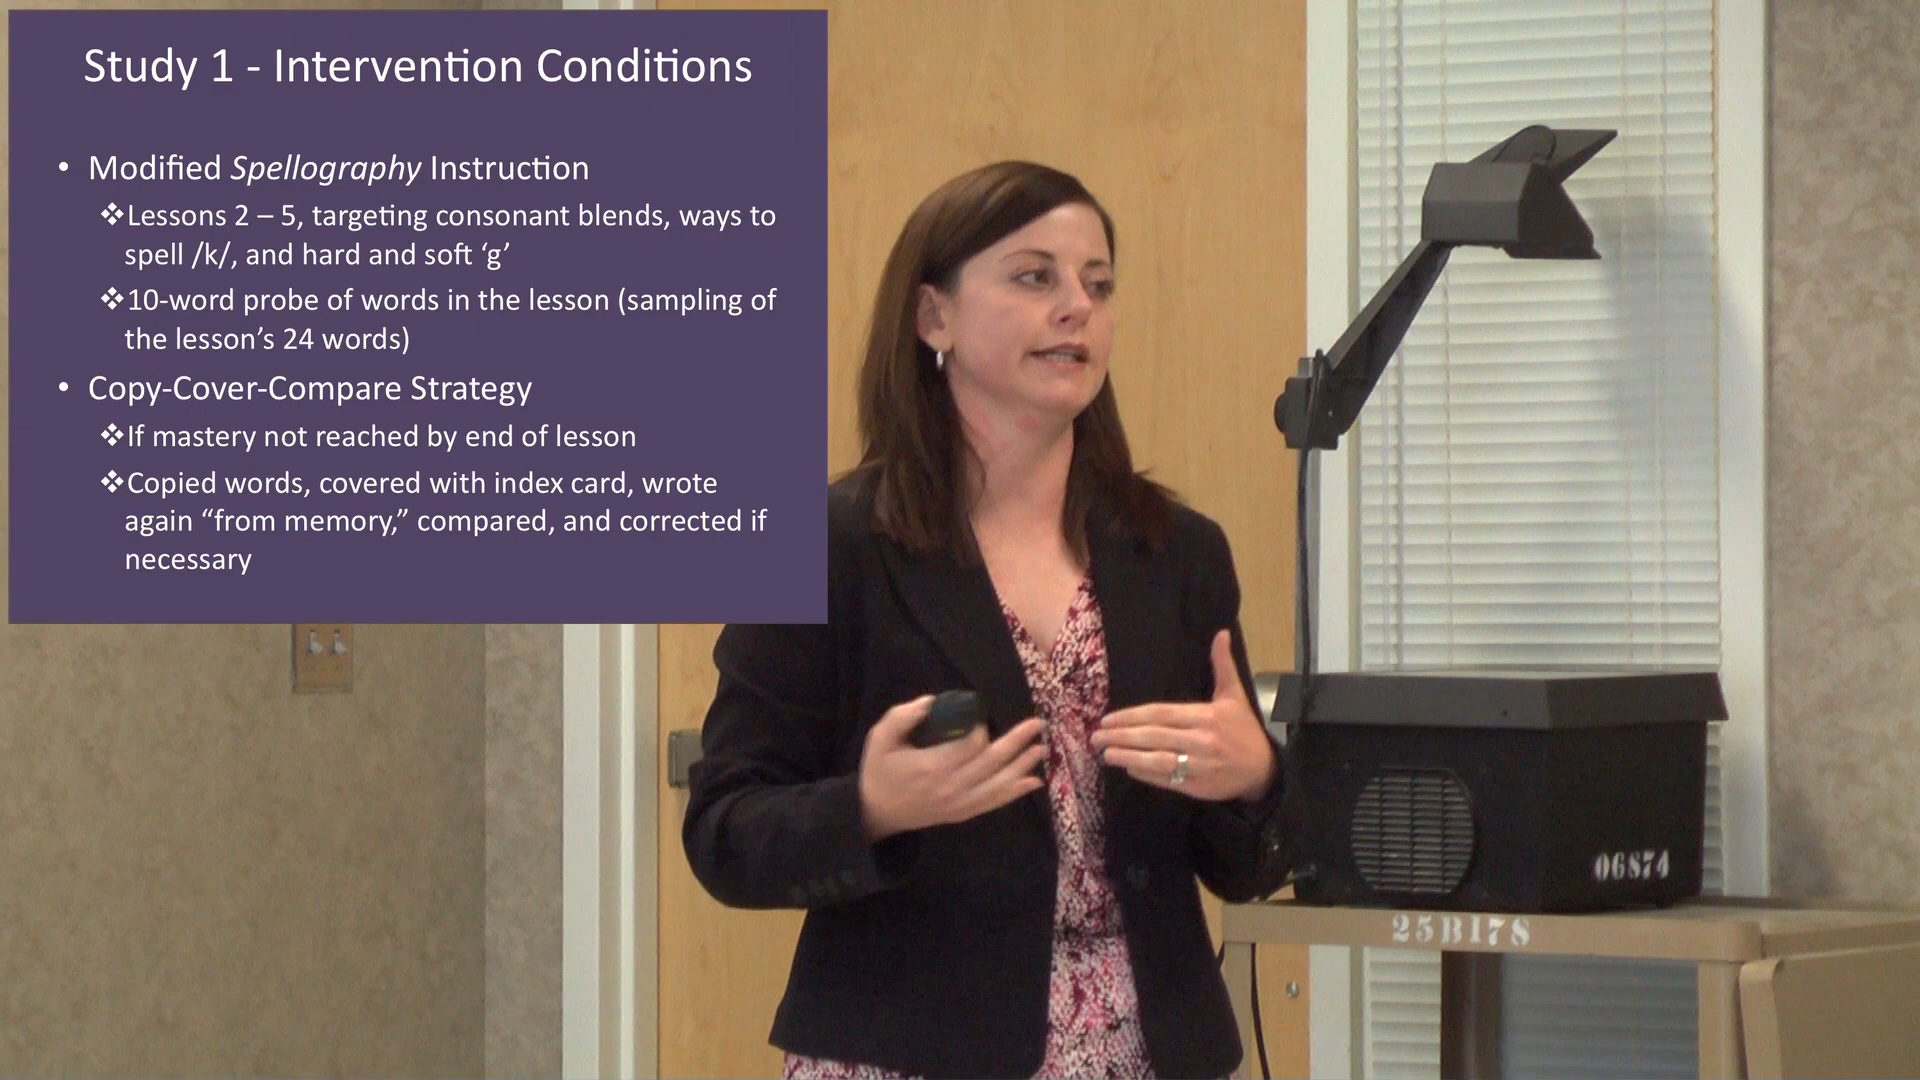 Study 1 - Intervention Conditions
• Modified Spellography Instruction
❖Lessons 2 – 5, targeting consonant blends, ways to
spell /k/, and hard and soft ‘g’
❖10-word probe of words in the lesson (sampling of
the lesson’s 24 words)
• Copy-Cover-Compare Strategy
❖If mastery not reached by end of lesson
❖Copied words, covered with index card, wrote
again “from memory,” compared, and corrected if
necessary
06874
25B178